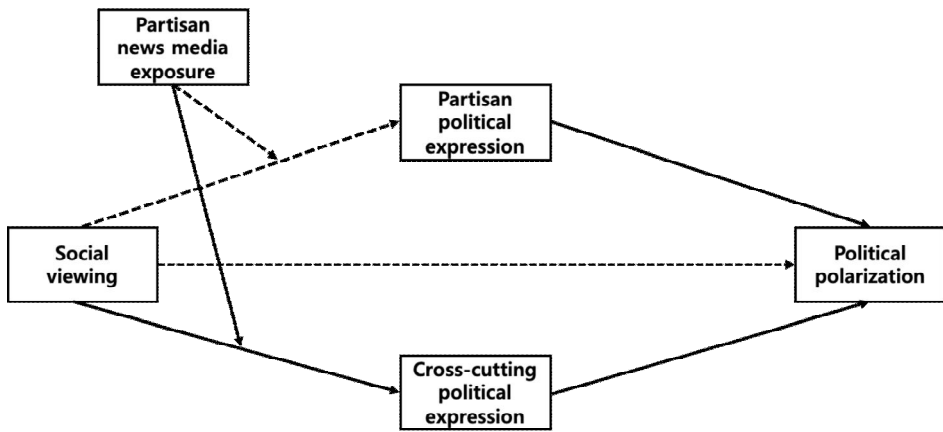 Partisan
news media
exposure
Partisan
political
expression
Social
viewing
Political
polarization
Cross-cutting
political
expression